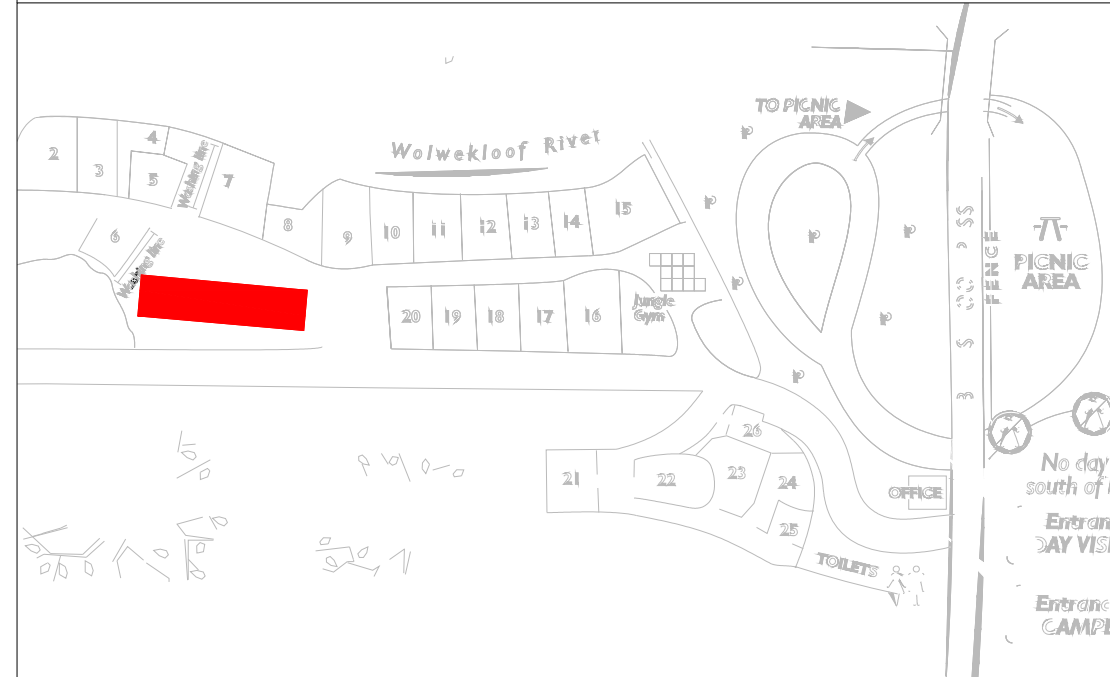 TO PICNIC
AREA
P
Wolwekloof River
2
3
4
5
Washing line
7
6
Washing line
8
9
10
11
12
13
14
15
P
P
P
P
FENCE
PICNIC
AREA
P
P
20
19
18
17
16
Jungle
Gym
P
26
21
22
23
24
25
OFFICE
No day
south of
Entran
DAY VISI
TOILETS
Entranc
CAMPE